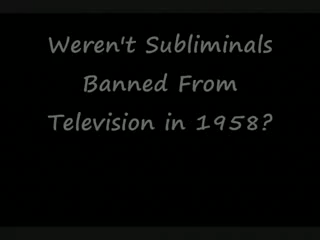 Weren't Subliminals
Banned From
Television in 1958?